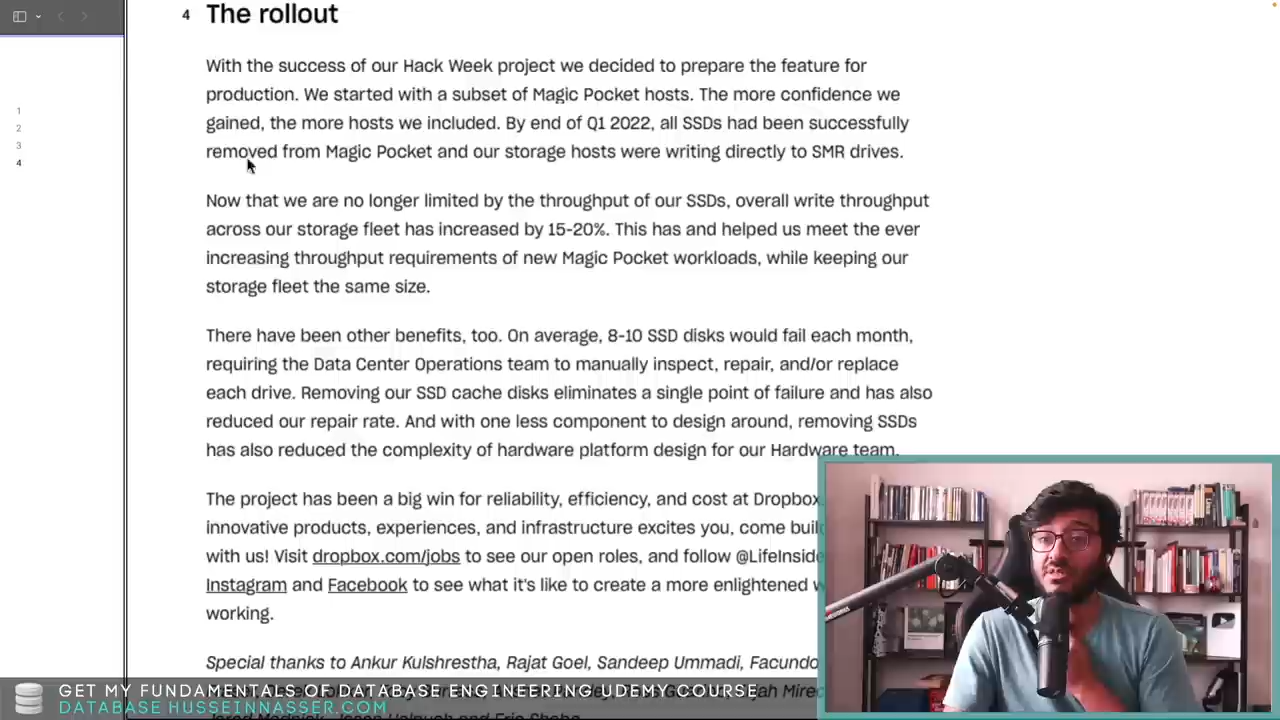 4 The rollout
With the success of our Hack Week project we decided to prepare the feature for
production. We started with a subset of Magic Pocket hosts. The more confidence we
gained, the more hosts we included. By end of Q1 2022, all SSDs had been successfully
removed from Magic Pocket and our storage hosts were writing directly to SMR drives.
1
2
3
4
Now that we are no longer limited by the throughput of our SSDs, overall write throughput
across our storage fleet has increased by 15-20%. This has and helped us meet the ever
increasing throughput requirements of new Magic Pocket workloads, while keeping our
storage fleet the same size.
There have been other benefits, too. On average, 8-10 SSD disks would fail each month,
requiring the Data Center Operations team to manually inspect, repair, and/or replace
each drive. Removing our SSD cache disks eliminates a single point of failure and has also
reduced our repair rate. And with one less component to design around, removing SSDs
has also reduced the complexity of hardware platform design for our Hardware team.
The project has been a big win for reliability, efficiency, and cost at Dropbox.
innovative products, experiences, and infrastructure excites you, come
with us! Visit dropbox.com/jobs to see our open roles, and follow
Instagram and Facebook to see what it's like to create a more enlightened
working.
Special thanks to Ankur Kulshrestha, Rajat Goel, Sandeep Ummadi,
GET MY FUNDAMENTALS OF DATABASE ENGINEERING UDEMY COURSE
DATABASE.HUSSEINNASSER.COM